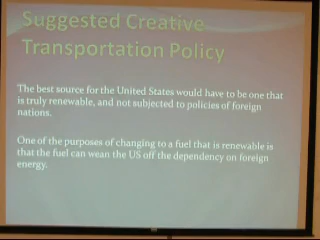 Suggested Creative
Transportation Policy
The best source for the United States would have to be one that
is truly renewable, and not subjected to policies of foreign
nations.
One of the purposes of changing to a fuel that is renewable is
that the fuel can wean the US off the dependency on foreign
energy.